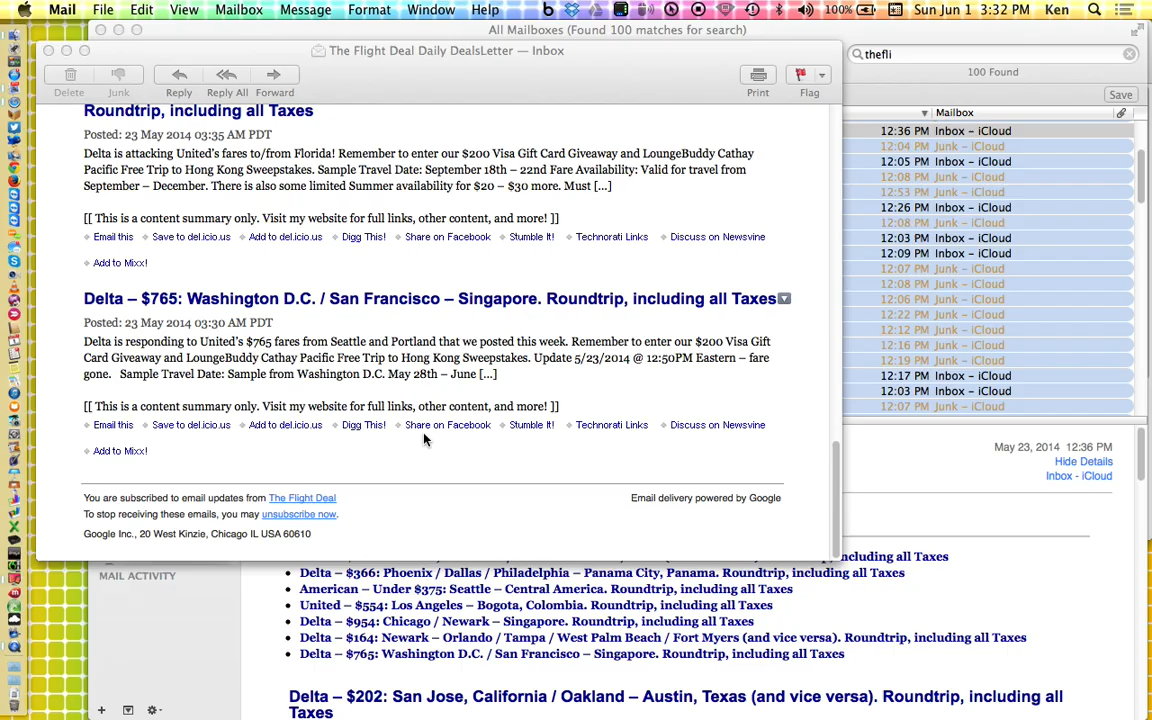 Mail File Edit View Mailbox Message Format Window Help 100% Sun Jun 1 3:32 PM Ken
All Mailboxes (Found 100 matches for search)
The Flight Deal Daily DealsLetter — Inbox
thefli
Delete Junk Reply Reply All Forward Print Flag
100 Found
Save
Roundtrip, including all Taxes
Posted: 23 May 2014 03:35 AM PDT
Delta is attacking United's fares to/from Florida! Remember to enter our $200 Visa Gift Card Giveaway and LoungeBuddy Cathay
Pacific Free Trip to Hong Kong Sweepstakes. Sample Travel Date: September 18th – 22nd Fare Availability: Valid for travel from
September – December. There is also some limited Summer availability for $20 – $30 more. Must [...]
[[ This is a content summary only. Visit my website for full links, other content, and more! ]]
Email this Save to del.icio.us Add to del.icio.us Digg This! Share on Facebook Stumble It! Technorati Links Discuss on Newsvine
Add to Mixx!
Delta – $765: Washington D.C. / San Francisco – Singapore. Roundtrip, including all Taxes
Posted: 23 May 2014 03:30 AM PDT
Delta is responding to United's $765 fares from Seattle and Portland that we posted this week. Remember to enter our $200 Visa Gift
Card Giveaway and LoungeBuddy Cathay Pacific Free Trip to Hong Kong Sweepstakes. Update 5/23/2014 @ 12:50PM Eastern – fare
gone. Sample Travel Date: Sample from Washington D.C. May 28th – June [...]
[[ This is a content summary only. Visit my website for full links, other content, and more! ]]
Email this Save to del.icio.us Add to del.icio.us Digg This! Share on Facebook Stumble It! Technorati Links Discuss on Newsvine
Add to Mixx!
You are subscribed to email updates from The Flight Deal
To stop receiving these emails, you may unsubscribe now.
Email delivery powered by Google
Google Inc., 20 West Kinzie, Chicago IL USA 60610
Mailbox
12:36 PM Inbox – iCloud
12:04 PM Junk – iCloud
12:05 PM Inbox – iCloud
12:08 PM Junk – iCloud
12:53 PM Junk – iCloud
12:26 PM Inbox – iCloud
12:08 PM Junk – iCloud
12:03 PM Inbox – iCloud
12:09 PM Inbox – iCloud
12:07 PM Junk – iCloud
12:08 PM Junk – iCloud
12:06 PM Junk – iCloud
12:22 PM Junk – iCloud
12:12 PM Junk – iCloud
12:16 PM Junk – iCloud
12:19 PM Junk – iCloud
12:17 PM Inbox – iCloud
12:03 PM Inbox – iCloud
12:07 PM Junk – iCloud
May 23, 2014 12:36 PM
Hide Details
Inbox - iCloud
MAIL ACTIVITY
cluding all Taxes
Delta – $366: Phoenix / Dallas / Philadelphia – Panama City, Panama. Roundtrip, including all Taxes
American – Under $375: Seattle – Central America. Roundtrip, including all Taxes
United – $554: Los Angeles – Bogota, Colombia. Roundtrip, including all Taxes
Delta – $954: Chicago / Newark – Singapore. Roundtrip, including all Taxes
Delta – $164: Newark – Orlando / Tampa / West Palm Beach / Fort Myers (and vice versa). Roundtrip, including all Taxes
Delta – $765: Washington D.C. / San Francisco – Singapore. Roundtrip, including all Taxes
Delta – $202: San Jose, California / Oakland – Austin, Texas (and vice versa). Roundtrip, including all
Taxes